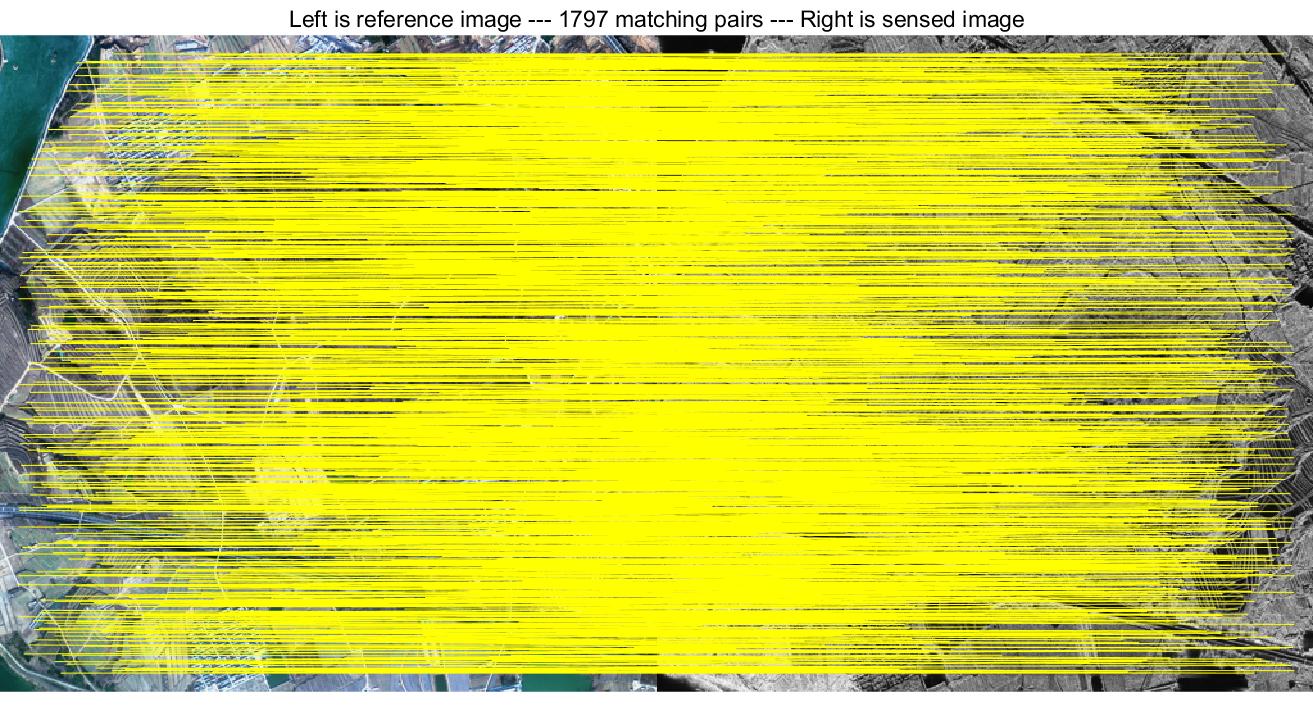 Left is reference image --- 1797 matching pairs --- Right is sensed image